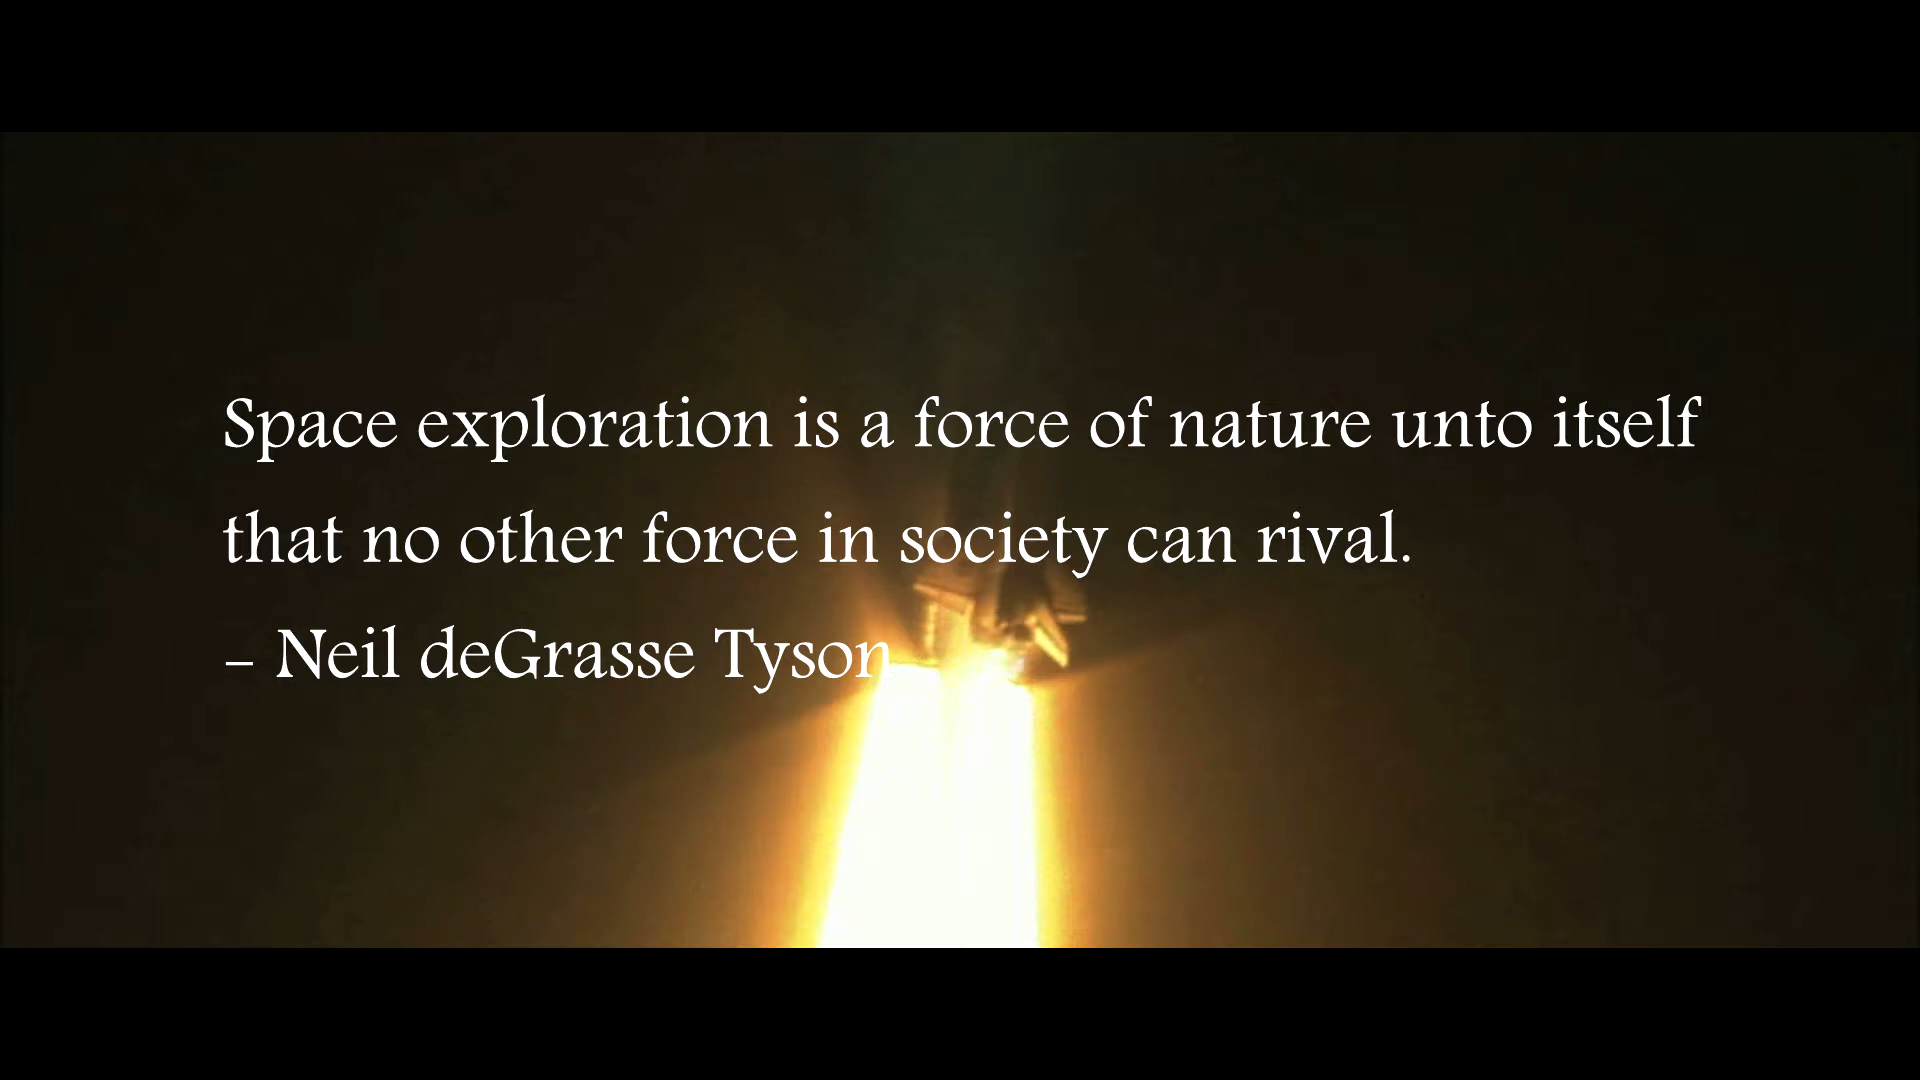 Space exploration is a force of nature unto itself
that no other force in society can rival.
– Neil deGrasse Tyson